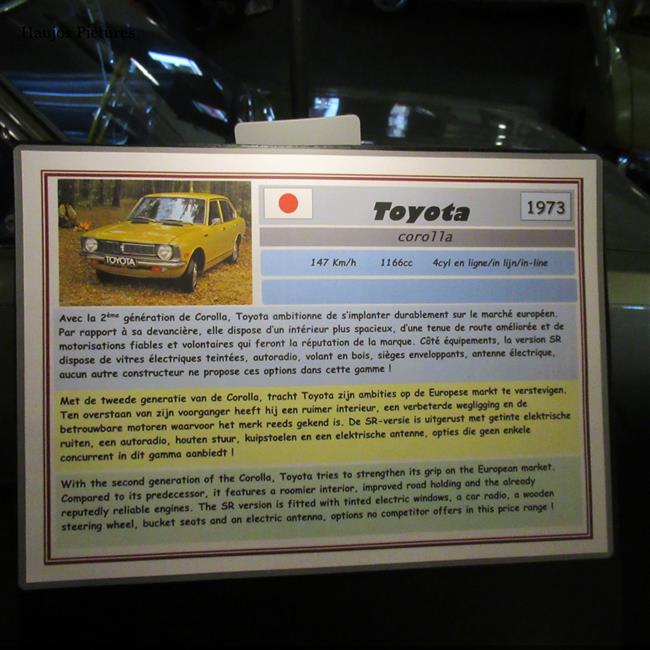 Haujos Pictures
TOYOTA
Toyota
1973
corolla
147 Km/h 1166cc 4cyl en ligne/in lijn/in-line
Avec la 2ème génération de Corolla, Toyota ambitionne de s'implanter durablement sur le marché européen.
Par rapport à sa devancière, elle dispose d'un intérieur plus spacieux, d'une tenue de route améliorée et de
motorisations fiables et volontaires qui feront la réputation de la marque. Côté équipements, la version SR
dispose de vitres électriques teintées, autoradio, volant en bois, sièges enveloppants, antenne électrique,
aucun autre constructeur ne propose ces options dans cette gamme !
Met de tweede generatie van de Corolla, tracht Toyota zijn ambities op de Europese markt te verstevigen.
Ten overstaan van zijn voorganger heeft hij een ruimer interieur, een verbeterde wegligging en de
betrouwbare motoren waarvoor het merk reeds gekend is. De SR-versie is uitgerust met getinte elektrische
ruiten, een autoradio, houten stuur, kuipstoelen en een elektrische antenne, opties die geen enkele
concurrent in dit gamma aanbiedt !
With the second generation of the Corolla, Toyota tries to strengthen its grip on the European market.
Compared to its predecessor, it features a roomier interior, improved road holding and the already
reputedly reliable engines. The SR version is fitted with tinted electric windows, a car radio, a wooden
steering wheel, bucket seats and an electric antenna, options no competitor offers in this price range !